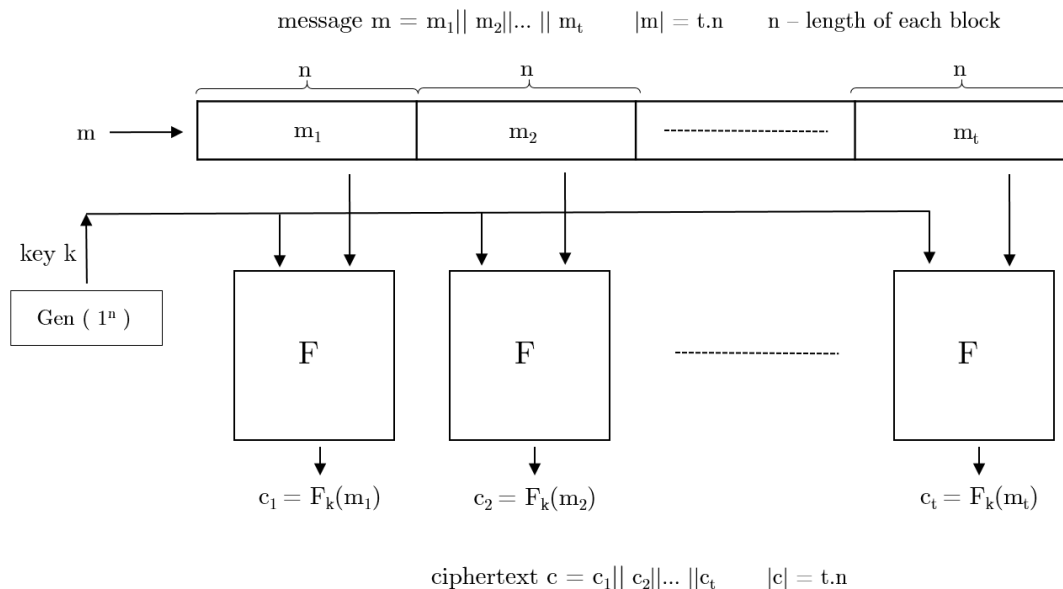 message m = m₁|| m₂||... || mₜ |m| = t.n n – length of each block
n n n
m m₁ m₂ mₜ
key k
Gen ( 1ⁿ )
F F F
c₁ = Fₖ(m₁) c₂ = Fₖ(m₂) cₜ = Fₖ(mₜ)
ciphertext c = c₁|| c₂||... ||cₜ |c| = t.n